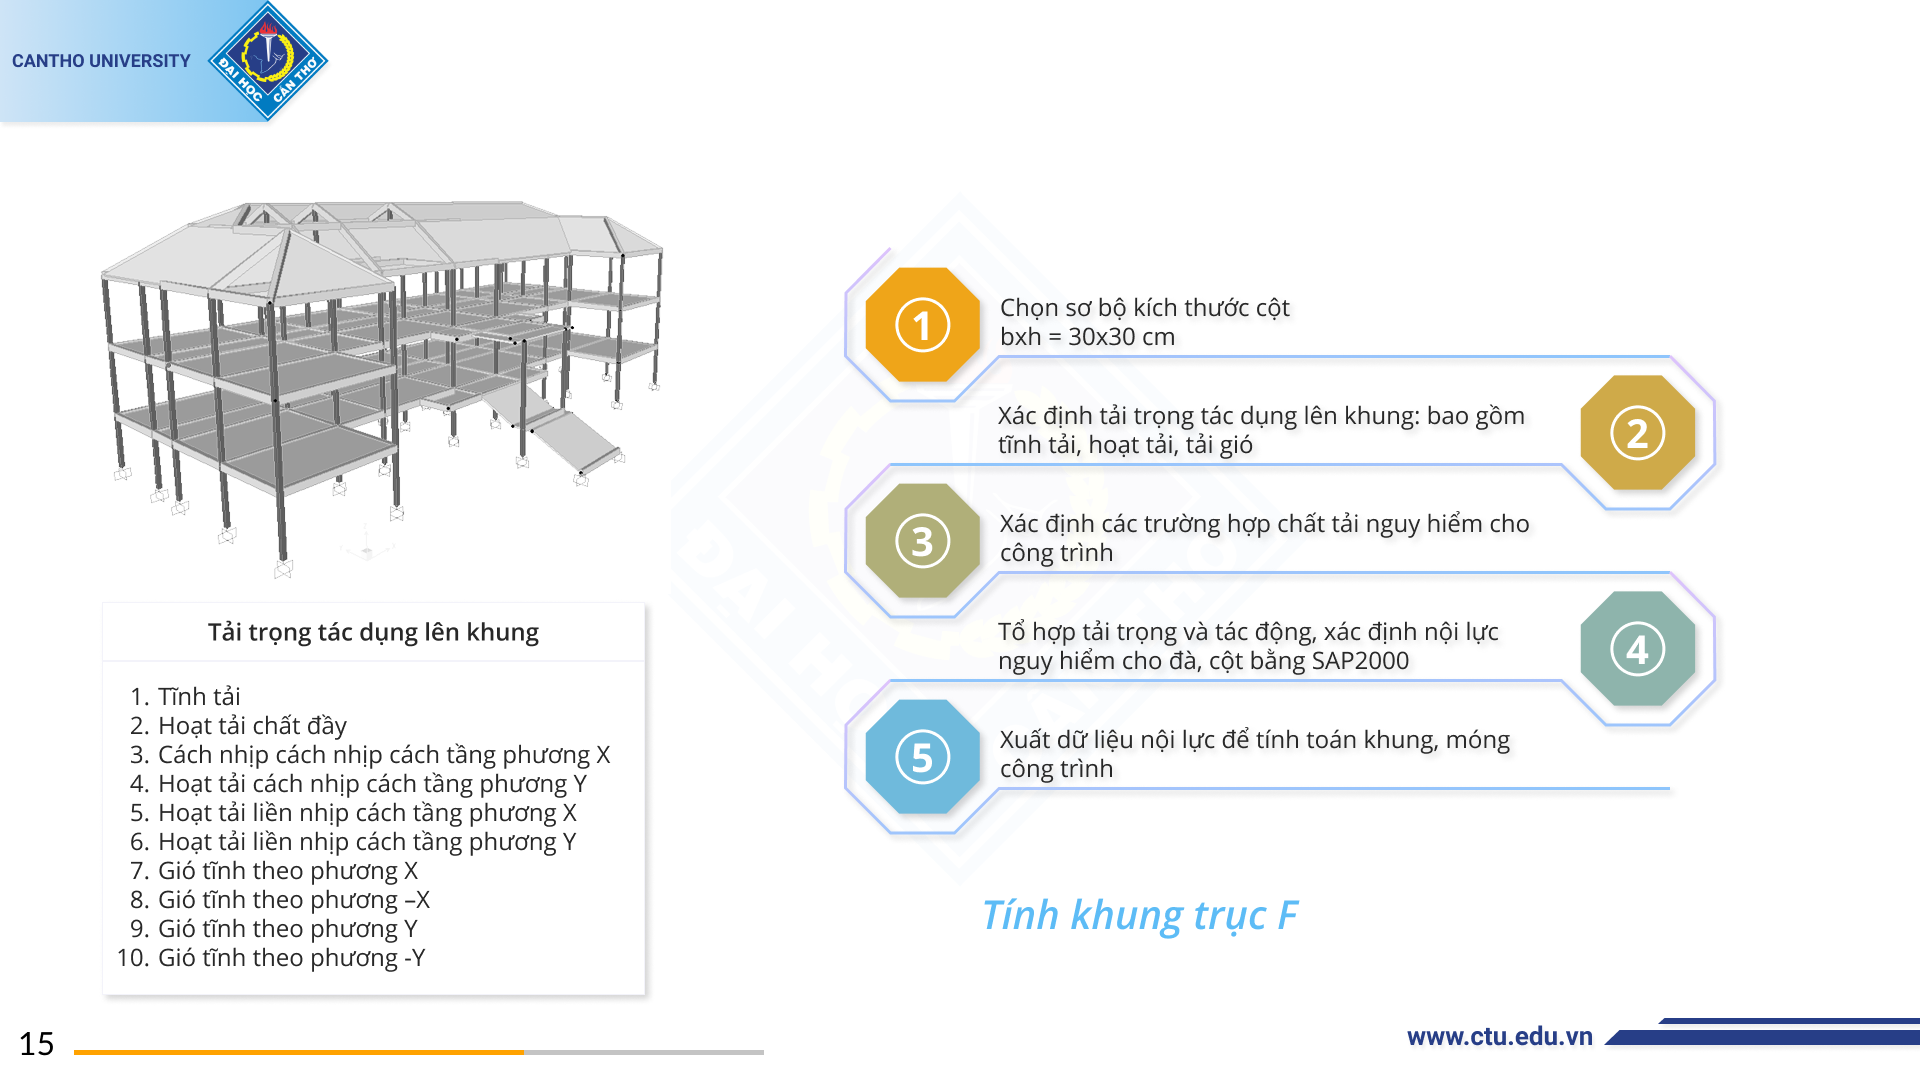 CANTHO UNIVERSITY
ĐẠI HỌC CẦN THƠ
1
Chọn sơ bộ kích thước cột
bxh = 30x30 cm
Xác định tải trọng tác dụng lên khung: bao gồm
tĩnh tải, hoạt tải, tải gió
2
3
Xác định các trường hợp chất tải nguy hiểm cho
công trình
Tổ hợp tải trọng và tác động, xác định nội lực
nguy hiểm cho đà, cột bằng SAP2000
4
5
Xuất dữ liệu nội lực để tính toán khung, móng
công trình
Tải trọng tác dụng lên khung
1. Tĩnh tải
2. Hoạt tải chất đầy
3. Cách nhịp cách nhịp cách tầng phương X
4. Hoạt tải cách nhịp cách tầng phương Y
5. Hoạt tải liền nhịp cách tầng phương X
6. Hoạt tải liền nhịp cách tầng phương Y
7. Gió tĩnh theo phương X
8. Gió tĩnh theo phương –X
9. Gió tĩnh theo phương Y
10. Gió tĩnh theo phương -Y
Tính khung trục F
15
www.ctu.edu.vn